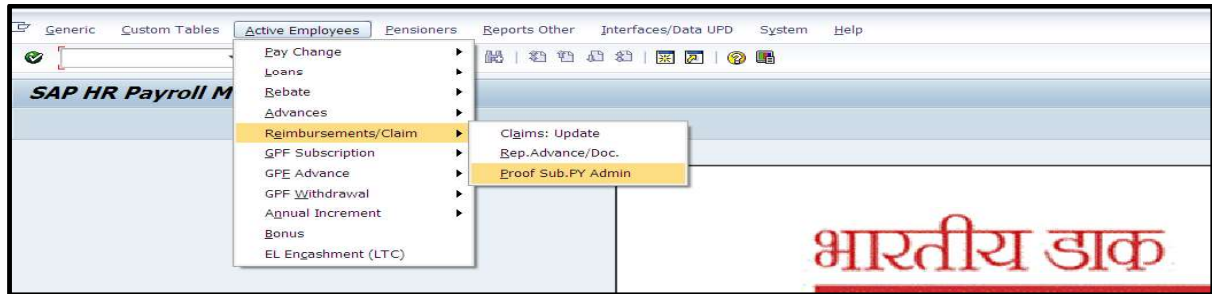 Generic Custom Tables Active Employees Pensioners Reports Other Interfaces/Data UPD System Help
SAP HR Payroll M
Pay Change
Loans
Rebate
Advances
Reimbursements/Claim
GPF Subscription
GPF Advance
GPF Withdrawal
Annual Increment
Bonus
EL Engashment (LTC)
Claims: Update
Rep.Advance/Doc.
Proof Sub.PY Admin
भारतीय डाक